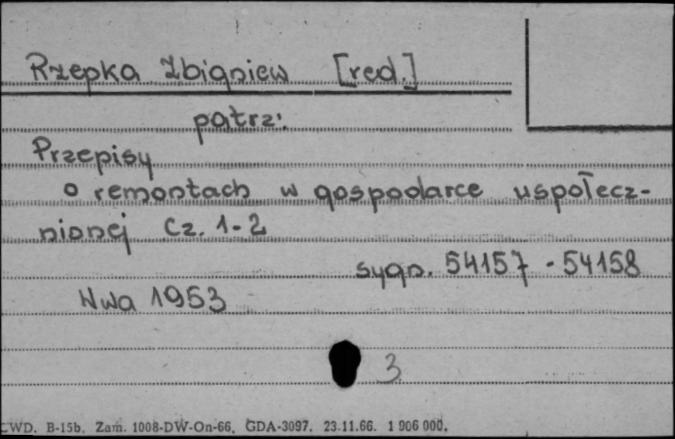 Rzepka Zbigniew [red.]
patrz:
Przepisy
o remontach w gospodarce uspołecz-
nionej Cz. 1-2
sygn. 54157 - 54158
Wwa 1953
3
CWD. B-15b. Zam. 1008-DW-On-66. GDA-3097. 23.11.66. 1 906 000.